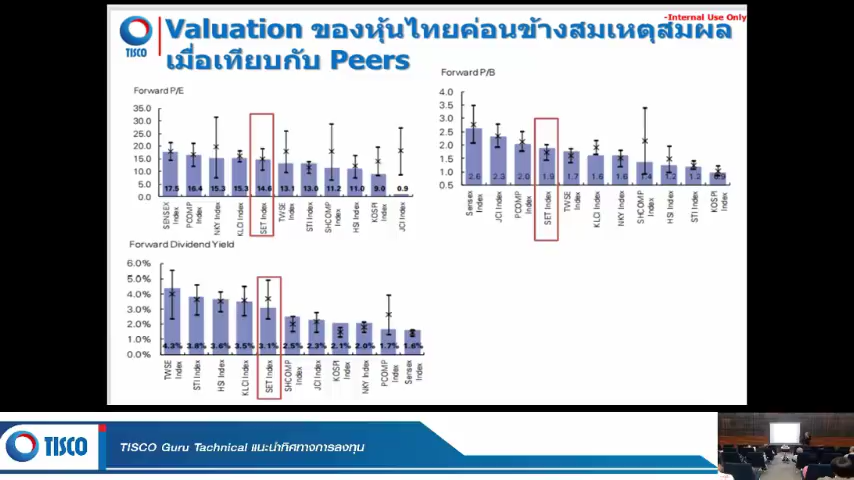 -Internal Use Only
TISCO
Valuation ของหุ้นไทยค่อนข้างสมเหตุสมผล
เมื่อเทียบกับ Peers
Forward P/E
35.0
30.0
25.0
20.0
15.0
10.0
5.0
0.0
17.5 16.4 15.3 15.3 14.6 13.1 13.0 11.2 11.0 9.0 0.9
SENSEX Index
PCOMP Index
NKY Index
KLCI Index
SET Index
TWSE Index
STI Index
SHCOMP Index
HSI Index
KOSPI Index
JCI Index
Forward P/B
4.0
3.5
3.0
2.5
2.0
1.5
1.0
0.5
2.6 2.3 2.0 1.9 1.7 1.6 1.6 1.4 1.2 1.2 0.9
Sensex Index
JCI Index
PCOMP Index
SET Index
TWSE Index
KLCI Index
NKY Index
SHCOMP Index
HSI Index
STI Index
KOSPI Index
Forward Dividend Yield
6.0%
5.0%
4.0%
3.0%
2.0%
1.0%
0.0%
4.3% 3.8% 3.6% 3.5% 3.1% 2.5% 2.3% 2.1% 2.0% 1.7% 1.6%
TWSE Index
STI Index
HSI Index
KLCI Index
SET Index
SHCOMP Index
JCI Index
KOSPI Index
NKY Index
PCOMP Index
Sensex Index
TISCO
TISCO Guru Tachnical แนะนำทิศทางการลงทุน